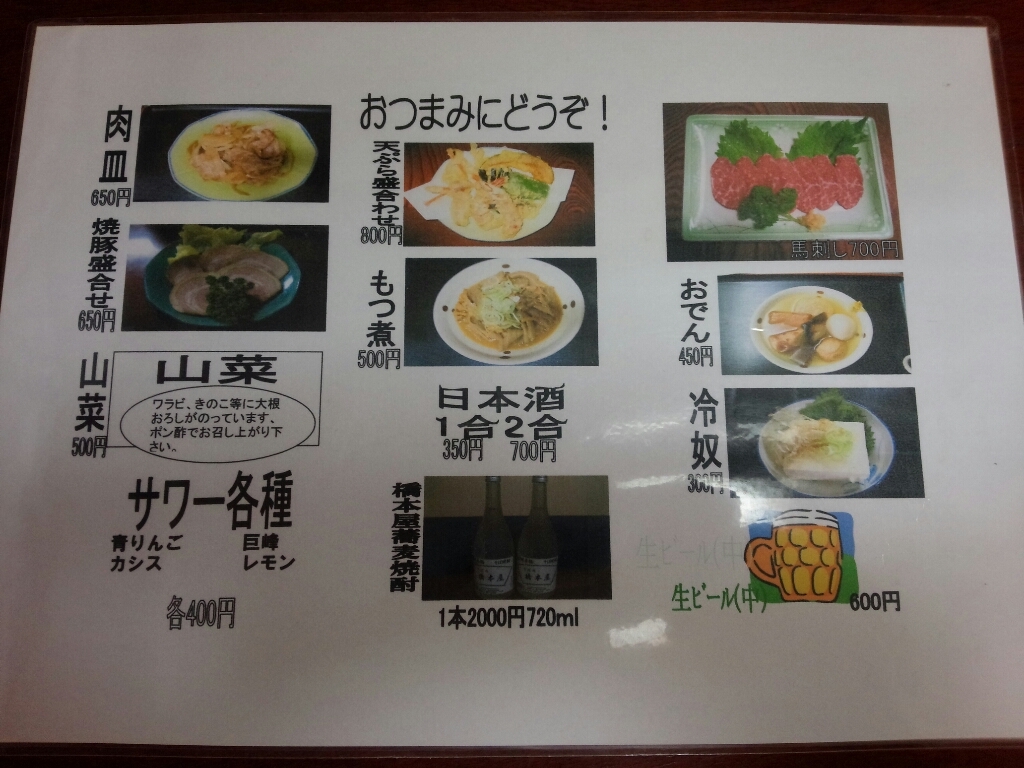 おつまみにどうぞ！
肉皿
650円
焼豚盛合せ
650円
山菜
500円
山菜
ワラビ、きのこ等に大根
おろしがのっています、
ポン酢でお召し上がり下
さい。
サワー各種
青りんご　巨峰
カシス　レモン
各400円
天ぷら盛合わせ
800円
もつ煮
500円
日本酒
1合2合
350円　700円
橋本屋蕎麦焼酎
1本2000円720ml
馬刺し700円
おでん
450円
冷奴
300円
生ビール(中)
生ビール(中)
600円